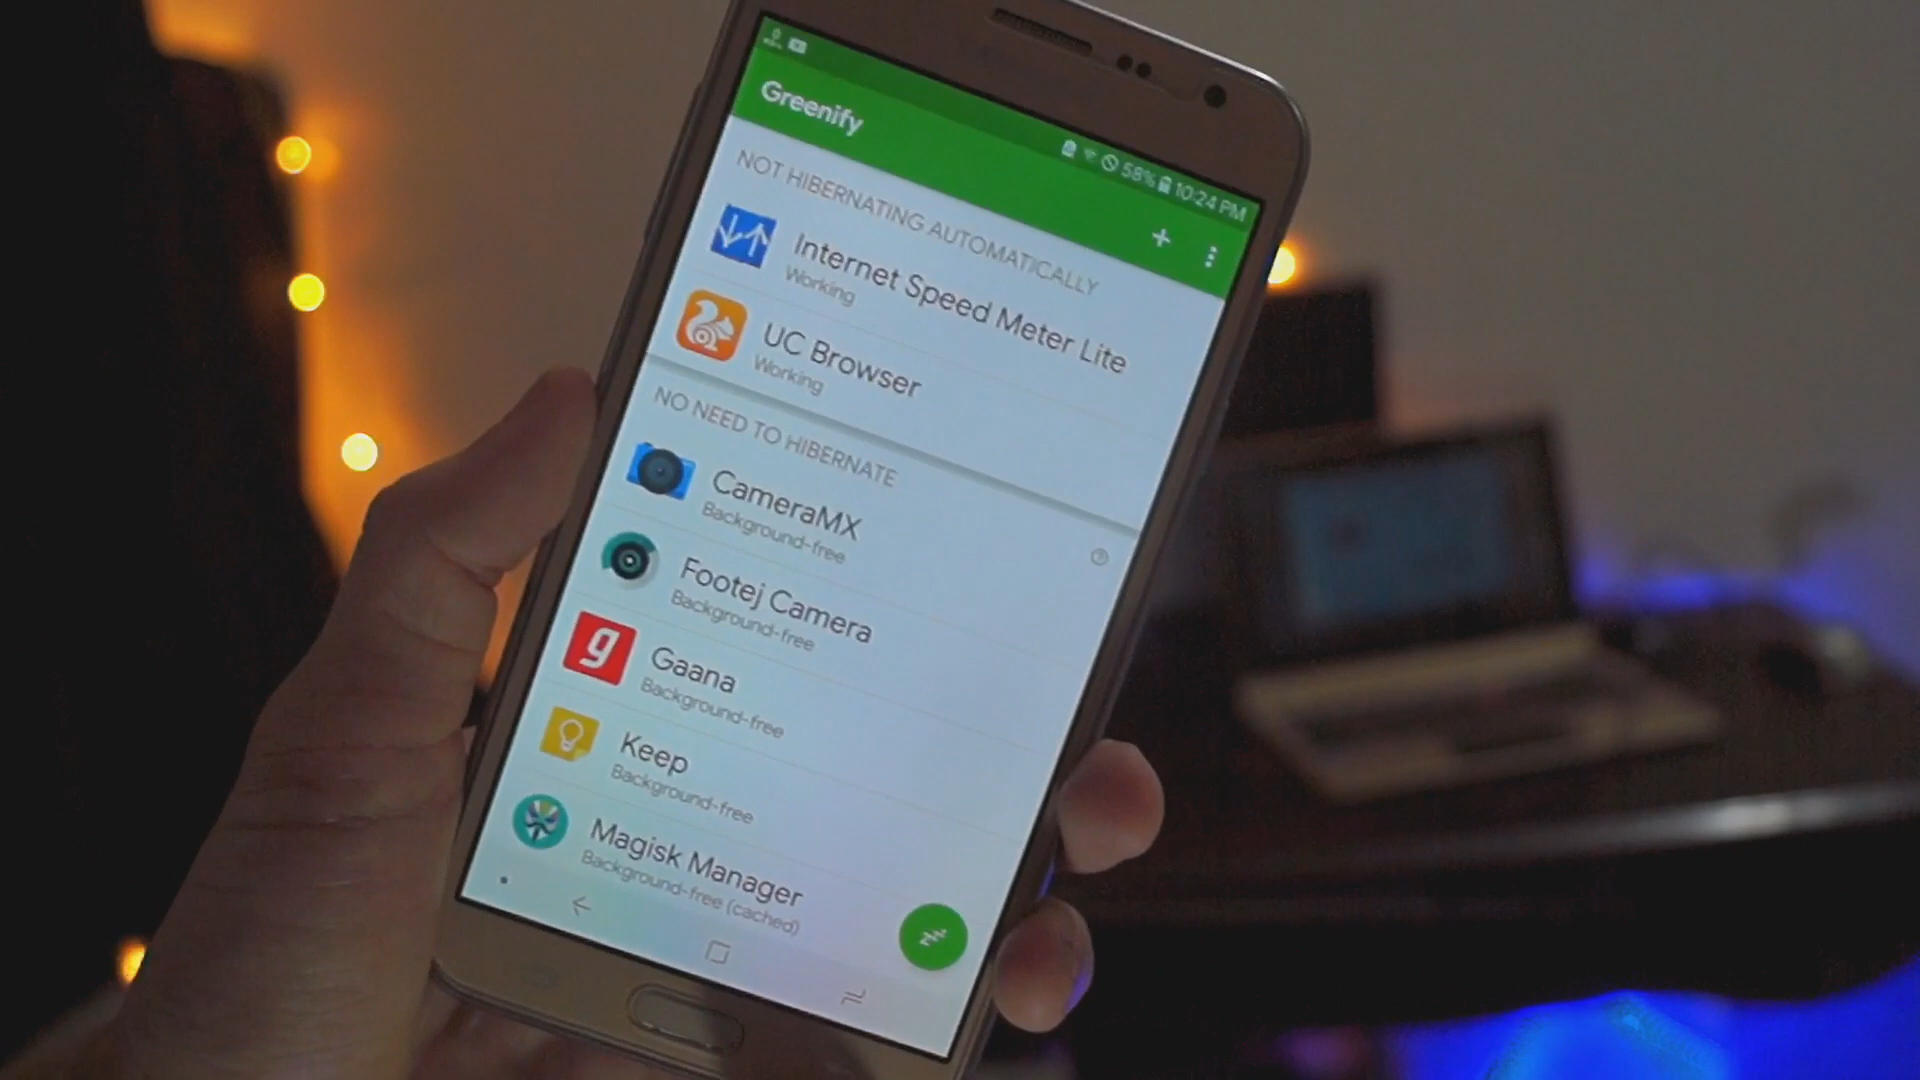 Greenify
58% 10:24 PM
NOT HIBERNATING AUTOMATICALLY
Internet Speed Meter Lite
Working
UC Browser
Working
NO NEED TO HIBERNATE
CameraMX
Background-free
Footej Camera
Background-free
g
Gaana
Background-free
Keep
Background-free
Magisk Manager
Background-free (cached)